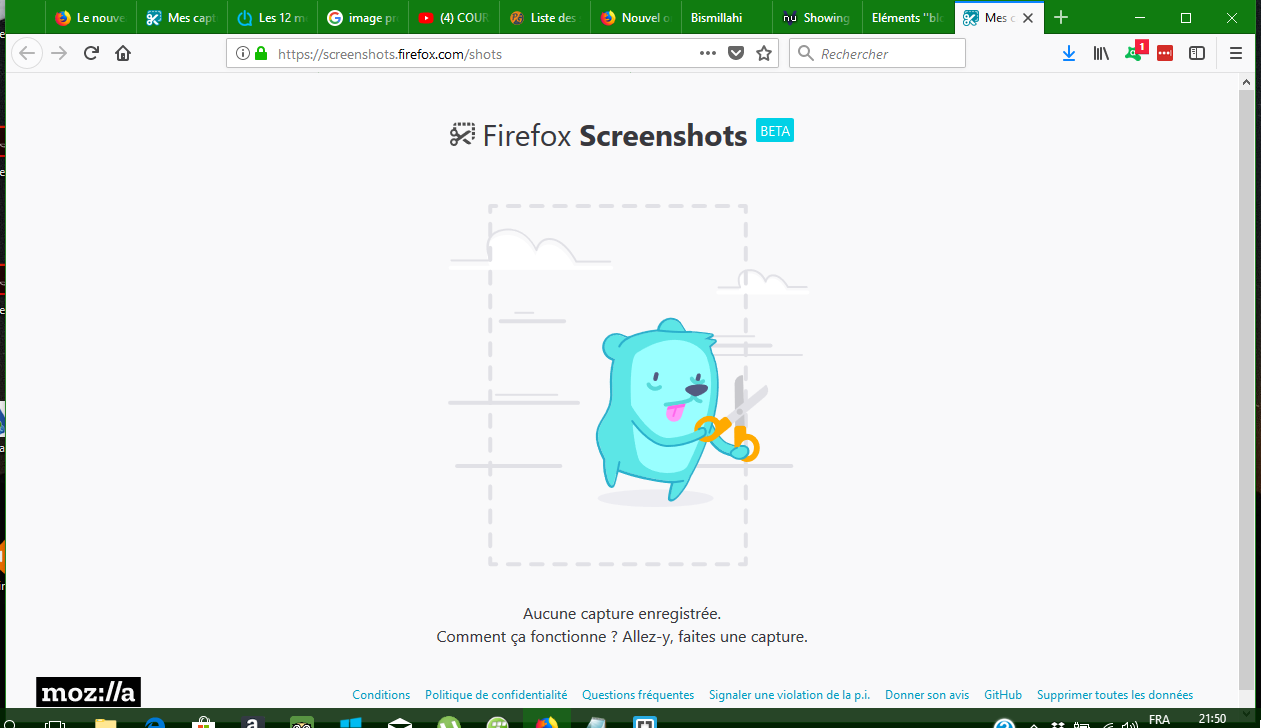 Le nouve
Mes capt
Les 12 m
image pr
(4) COUR
Liste des
Nouvel o
Bismillahi
nu Showing
Eléments "blo
Mes c
https://screenshots.firefox.com/shots
Rechercher
1
Firefox Screenshots BETA
Aucune capture enregistrée.
Comment ça fonctionne ? Allez-y, faites une capture.
moz://a
Conditions
Politique de confidentialité
Questions fréquentes
Signaler une violation de la p.i.
Donner son avis
GitHub
Supprimer toutes les données
FRA
21:50